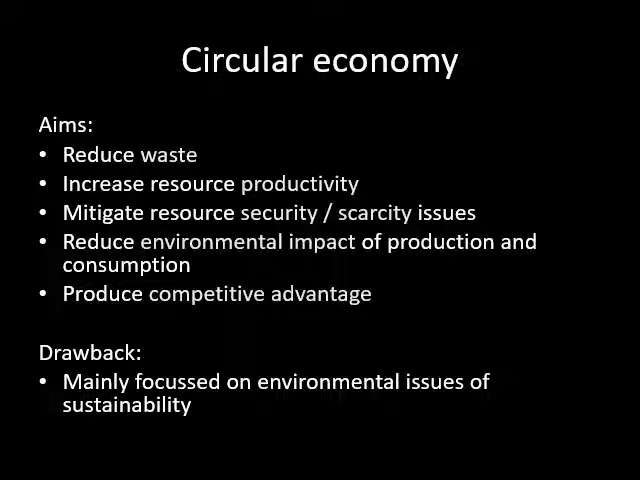 Circular economy
Aims:
• Reduce waste
• Increase resource productivity
• Mitigate resource security / scarcity issues
• Reduce environmental impact of production and
consumption
• Produce competitive advantage
Drawback:
• Mainly focussed on environmental issues of
sustainability